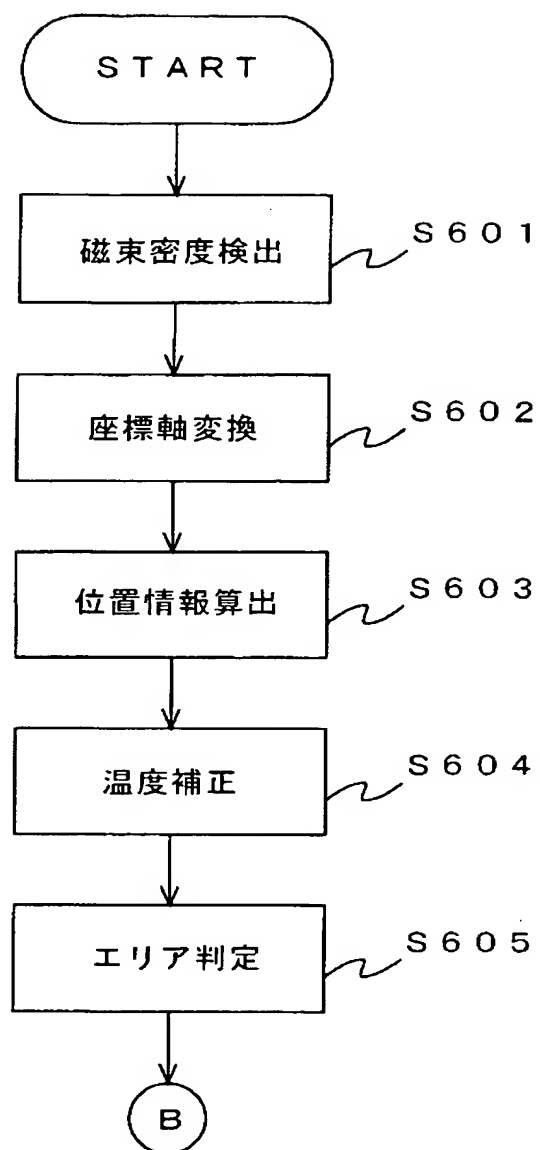 ＳＴＡＲＴ
磁束密度検出
Ｓ６０１
座標軸変換
Ｓ６０２
位置情報算出
Ｓ６０３
温度補正
Ｓ６０４
エリア判定
Ｓ６０５
B